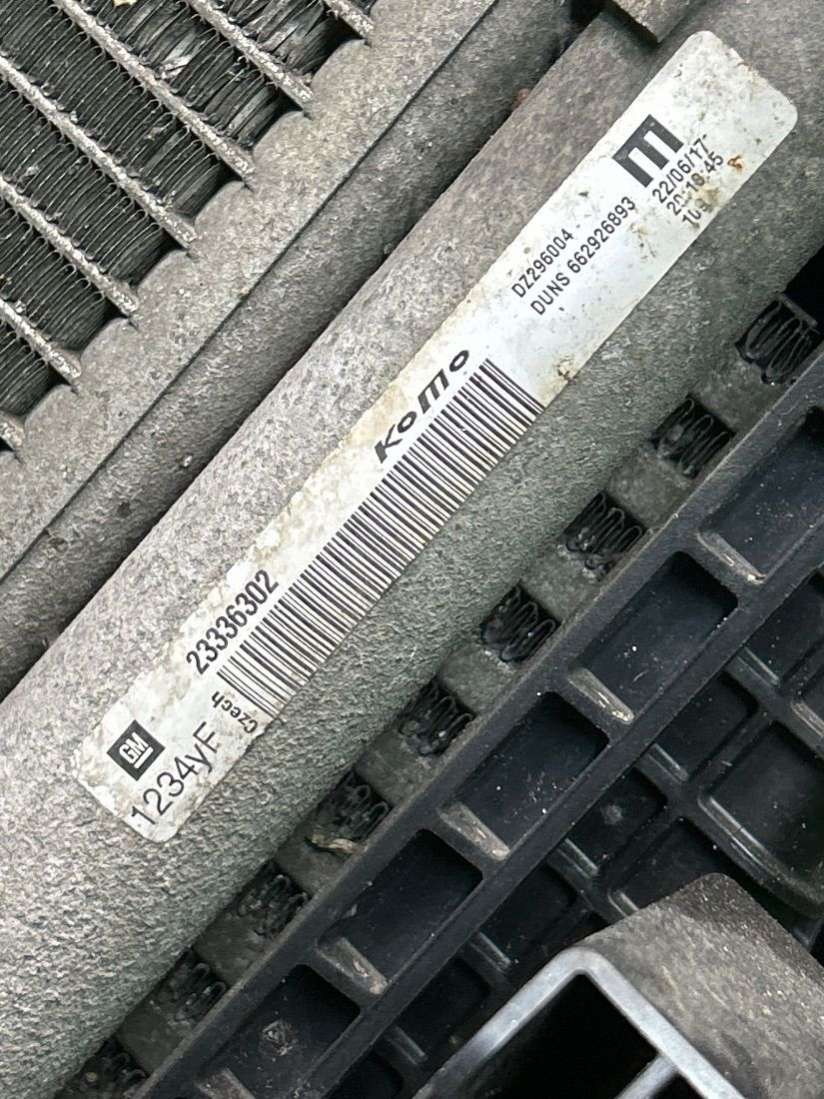 GM
1234yF
23336302
Czech
KOMO
DZ296004
DUNS 662926893
22/06/17